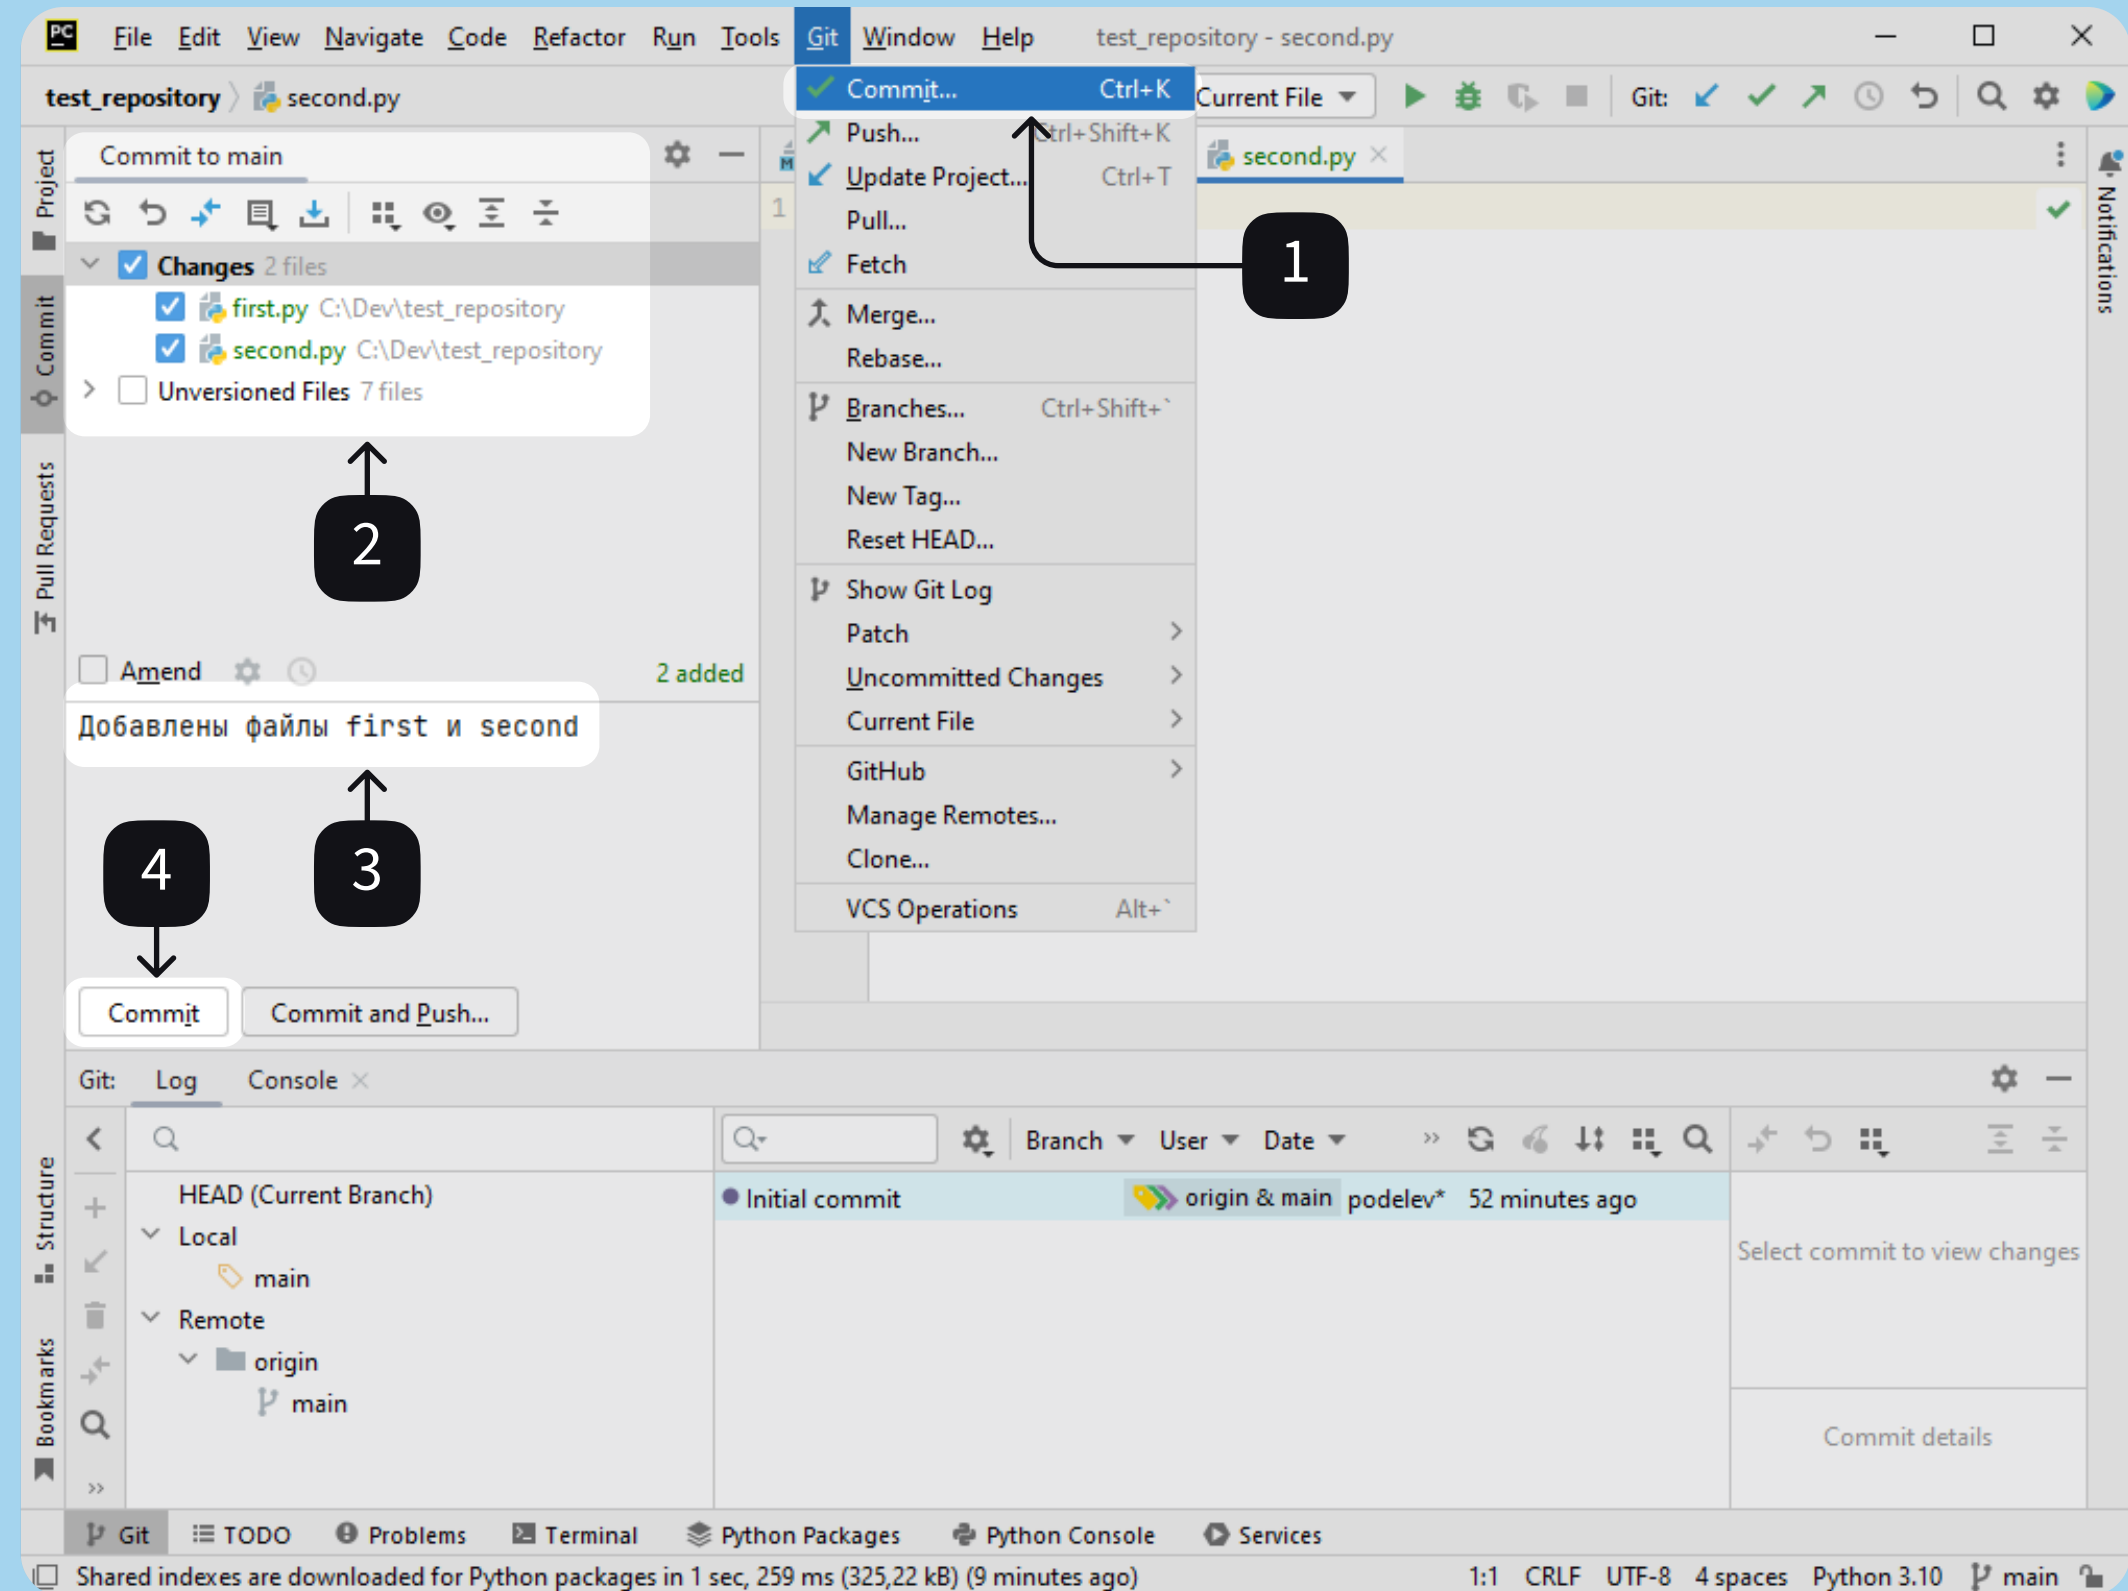 PC File Edit View Navigate Code Refactor Run Tools Git Window Help test_repository - second.py
test_repository second.py
Current File Git:
Commit... Ctrl+K
Push... Ctrl+Shift+K
Update Project... Ctrl+T
Pull...
Fetch
Merge...
Rebase...
Branches... Ctrl+Shift+`
New Branch...
New Tag...
Reset HEAD...
Show Git Log
Patch
Uncommitted Changes
Current File
GitHub
Manage Remotes...
Clone...
VCS Operations Alt+`
1
second.py
1
Notifications
Project
Commit
Pull Requests
Structure
Bookmarks
Commit to main
Changes 2 files
first.py C:\Dev\test_repository
second.py C:\Dev\test_repository
Unversioned Files 7 files
2
Amend 2 added
Добавлены файлы first и second
4 3
Commit Commit and Push...
Git: Log Console
Branch User Date
HEAD (Current Branch)
Local
main
Remote
origin
main
Initial commit origin & main podelev* 52 minutes ago
Select commit to view changes
Commit details
Git TODO Problems Terminal Python Packages Python Console Services
Shared indexes are downloaded for Python packages in 1 sec, 259 ms (325,22 kB) (9 minutes ago) 1:1 CRLF UTF-8 4 spaces Python 3.10 main